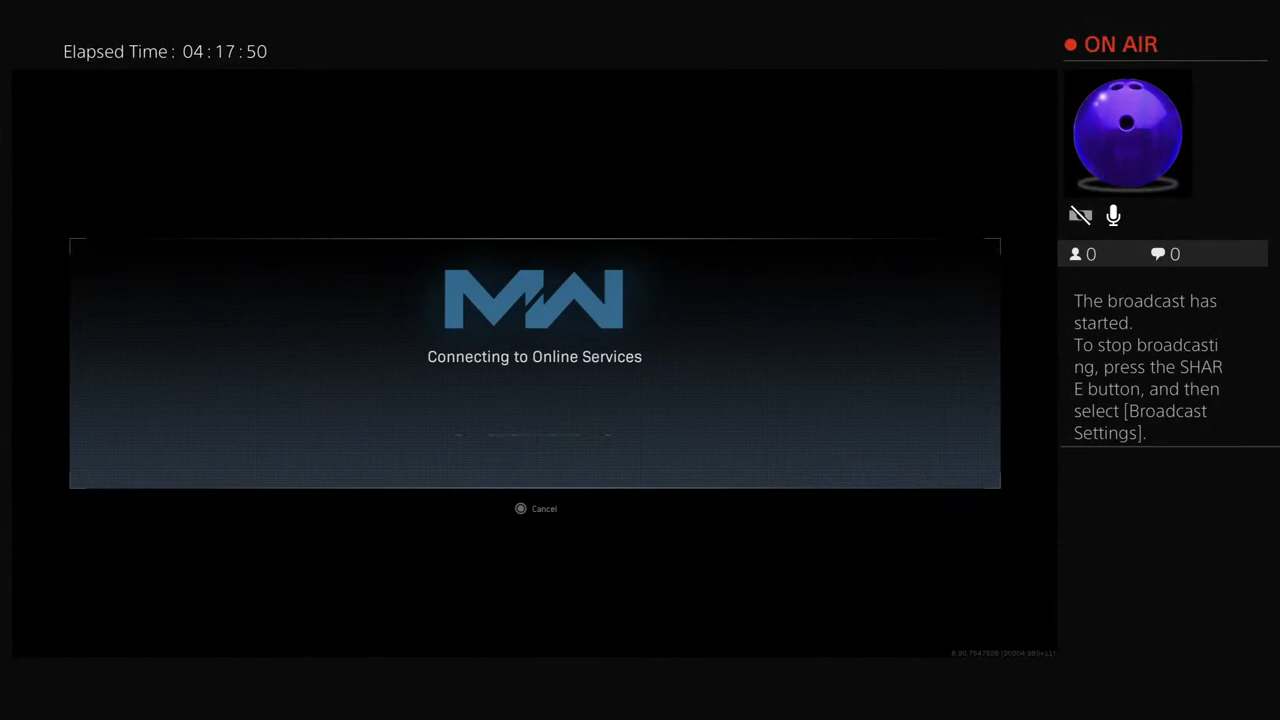 Elapsed Time: 04:17:50
ON AIR
MW
Connecting to Online Services
Cancel
0
0
The broadcast has
started.
To stop broadcasti
ng, press the SHAR
E button, and then
select [Broadcast
Settings].